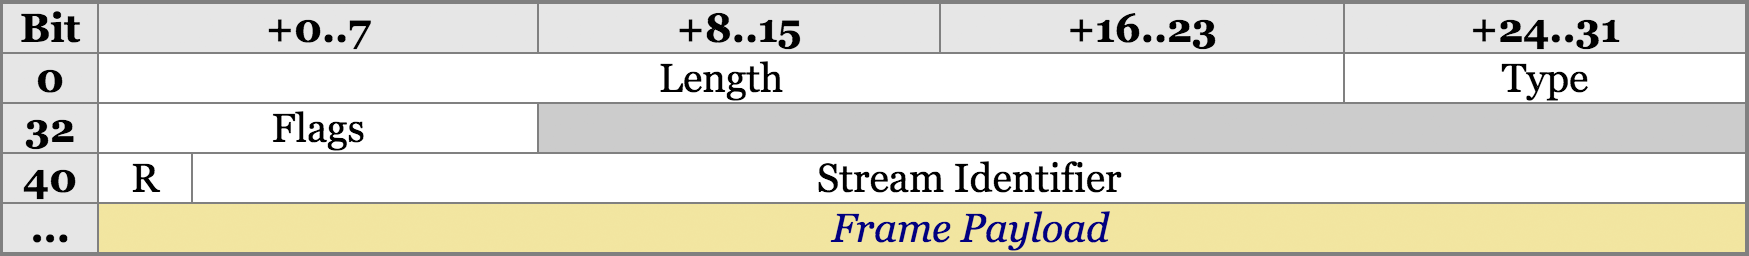 Bit +0..7 +8..15 +16..23 +24..31
0 Length Type
32 Flags
40 R Stream Identifier
... Frame Payload